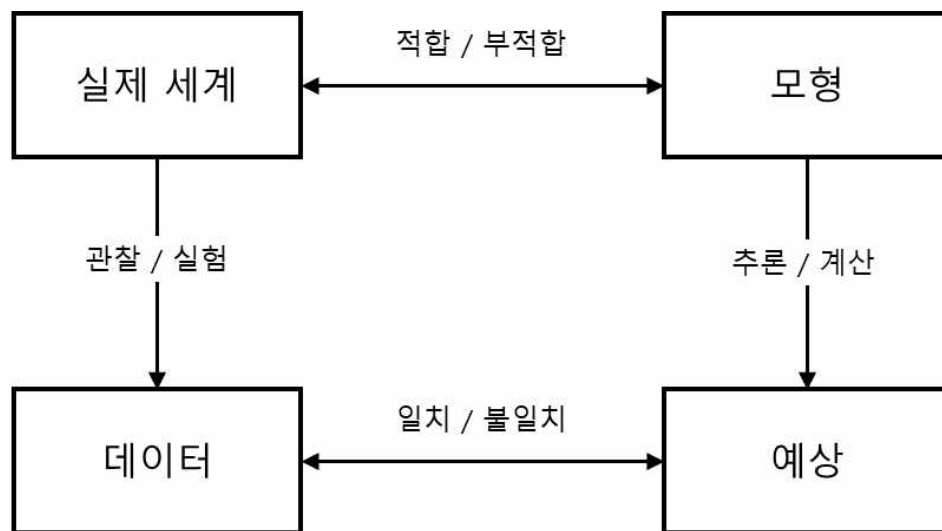 적합 / 부적합
실제 세계
모형
관찰 / 실험
추론 / 계산
일치 / 불일치
데이터
예상